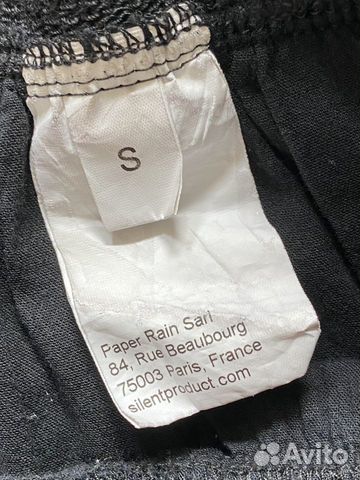 S
Paper Rain Sarl
84, Rue Beaubourg
75003 Paris, France
silentproduct.com
Avito